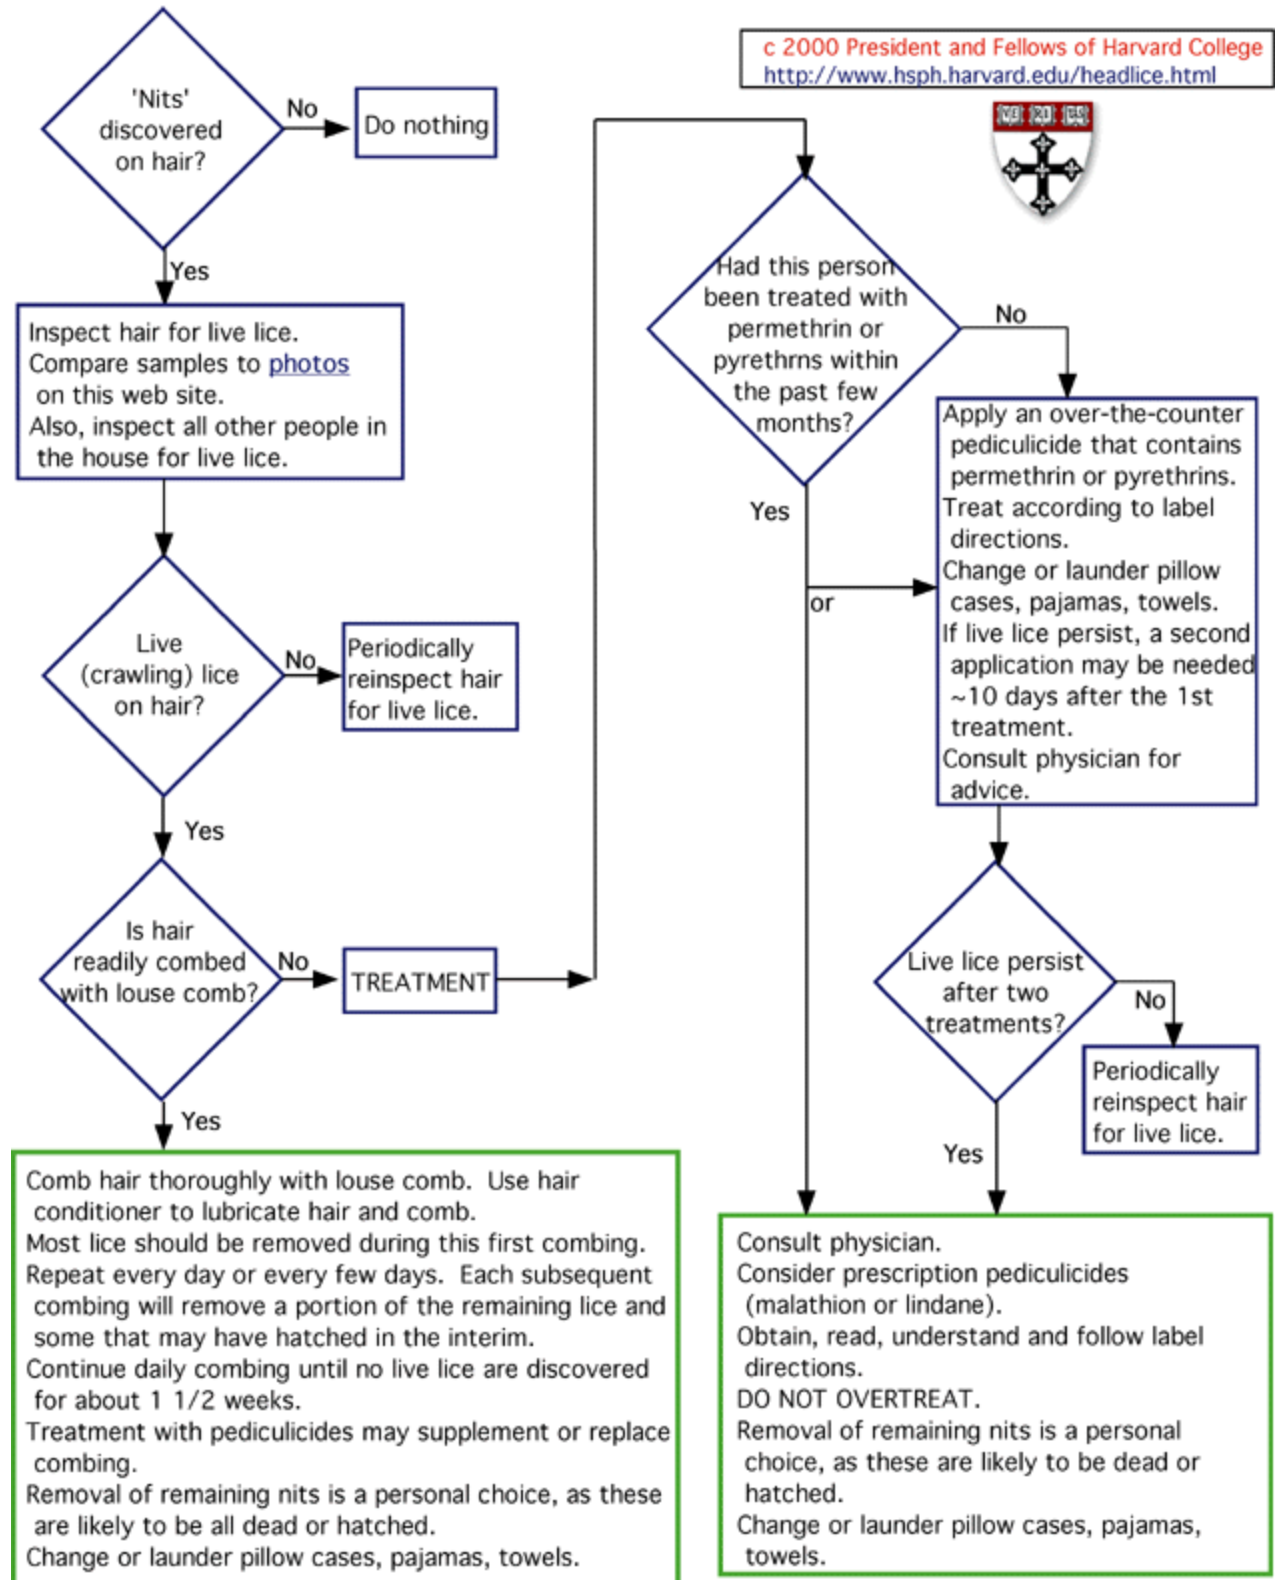 c 2000 President and Fellows of Harvard College
http://www.hsph.harvard.edu/headlice.html
VE RI TAS
'Nits'
discovered
on hair?
No
Do nothing
Yes
Inspect hair for live lice.
Compare samples to photos
on this web site.
Also, inspect all other people in
the house for live lice.
Live
(crawling) lice
on hair?
No
Periodically
reinspect hair
for live lice.
Yes
Is hair
readily combed
with louse comb?
No
TREATMENT
Yes
Comb hair thoroughly with louse comb. Use hair
conditioner to lubricate hair and comb.
Most lice should be removed during this first combing.
Repeat every day or every few days. Each subsequent
combing will remove a portion of the remaining lice and
some that may have hatched in the interim.
Continue daily combing until no live lice are discovered
for about 1 1/2 weeks.
Treatment with pediculicides may supplement or replace
combing.
Removal of remaining nits is a personal choice, as these
are likely to be all dead or hatched.
Change or launder pillow cases, pajamas, towels.
Had this person
been treated with
permethrin or
pyrethrns within
the past few
months?
No
Yes
or
Apply an over-the-counter
pediculicide that contains
permethrin or pyrethrins.
Treat according to label
directions.
Change or launder pillow
cases, pajamas, towels.
If live lice persist, a second
application may be needed
~10 days after the 1st
treatment.
Consult physician for
advice.
Live lice persist
after two
treatments?
No
Periodically
reinspect hair
for live lice.
Yes
Consult physician.
Consider prescription pediculicides
(malathion or lindane).
Obtain, read, understand and follow label
directions.
DO NOT OVERTREAT.
Removal of remaining nits is a personal
choice, as these are likely to be dead or
hatched.
Change or launder pillow cases, pajamas,
towels.